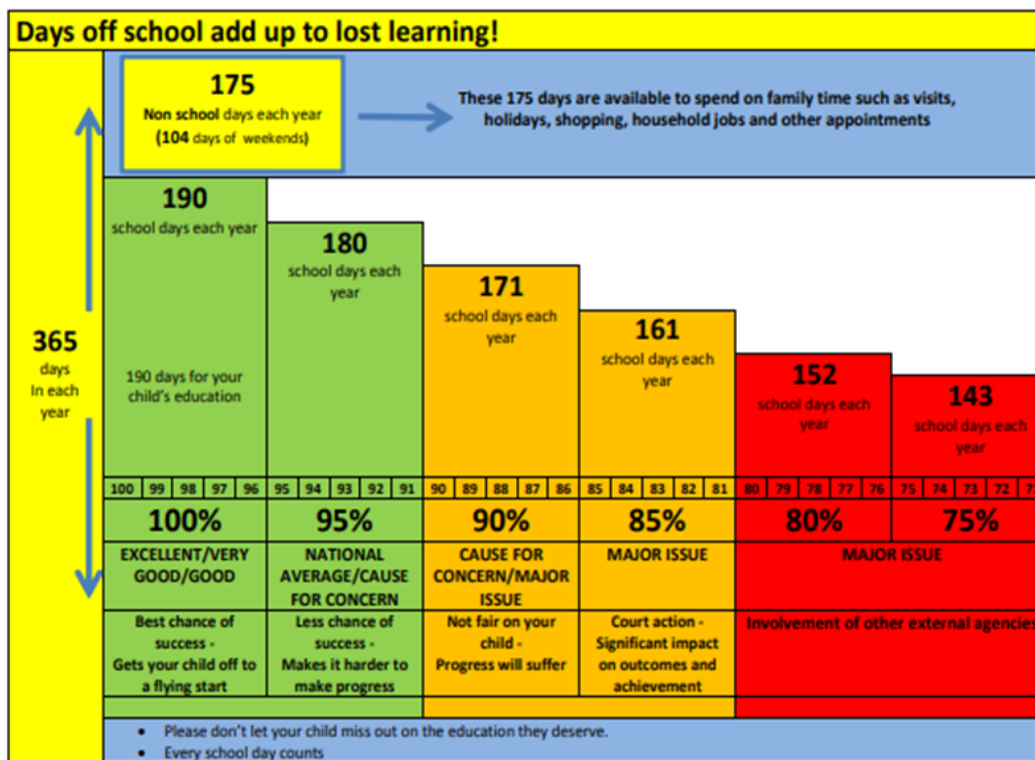 Days off school add up to lost learning!
175
Non school days each year
(104 days of weekends)
These 175 days are available to spend on family time such as visits,
holidays, shopping, household jobs and other appointments
365
days
In each
year
190
school days each year
190 days for your
child's education
180
school days each
year
171
school days each
year
161
school days each
year
152
school days each
year
143
school days each
year
100 99 98 97 96 95 94 93 92 91 90 89 88 87 86 85 84 83 82 81 80 79 78 77 76 75 74 73 72
100% 95% 90% 85% 80% 75%
EXCELLENT/VERY
GOOD/GOOD
NATIONAL
AVERAGE/CAUSE
FOR CONCERN
CAUSE FOR
CONCERN/MAJOR
ISSUE
MAJOR ISSUE
MAJOR ISSUE
Best chance of
success -
Gets your child off to
a flying start
Less chance of
success -
Makes it harder to
make progress
Not fair on your
child -
Progress will suffer
Court action -
Significant impact
on outcomes and
achievement
Involvement of other external agencies
• Please don't let your child miss out on the education they deserve.
• Every school day counts